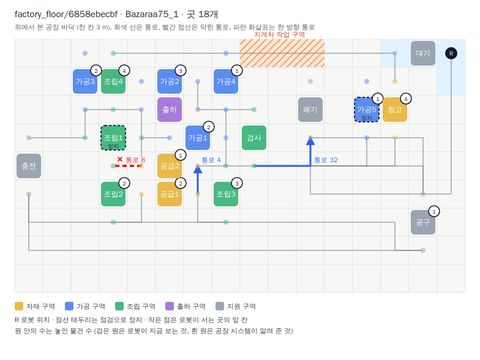 factory_floor/6858ebecbf · Bazaraa75_1 · 곳 18개
위에서 본 공장 바닥 (한 칸 3 m). 회색 선은 통로, 빨간 점선은 막힌 통로, 파란 화살표는 한 방향 통로
지게차 작업 구역
대기
R
가공3 2
조립4 4
가공2 2
가공4 1
출하
폐기
가공5 1
창고 4
조립1
점검
가공1 2
검사
충전
✕ 통로 8
공급2 1
통로 4
통로 32
조립2 2
공급1 2
조립3 3
공구 1
자재 구역
가공 구역
조립 구역
출하 구역
지원 구역
R 로봇 위치 · 점선 테두리는 점검으로 정지 · 작은 점은 로봇이 서는 곳의 앞 칸
원 안의 수는 놓인 물건 수 (검은 원은 로봇이 지금 보는 것, 흰 원은 공장 시스템이 알려 준 것)